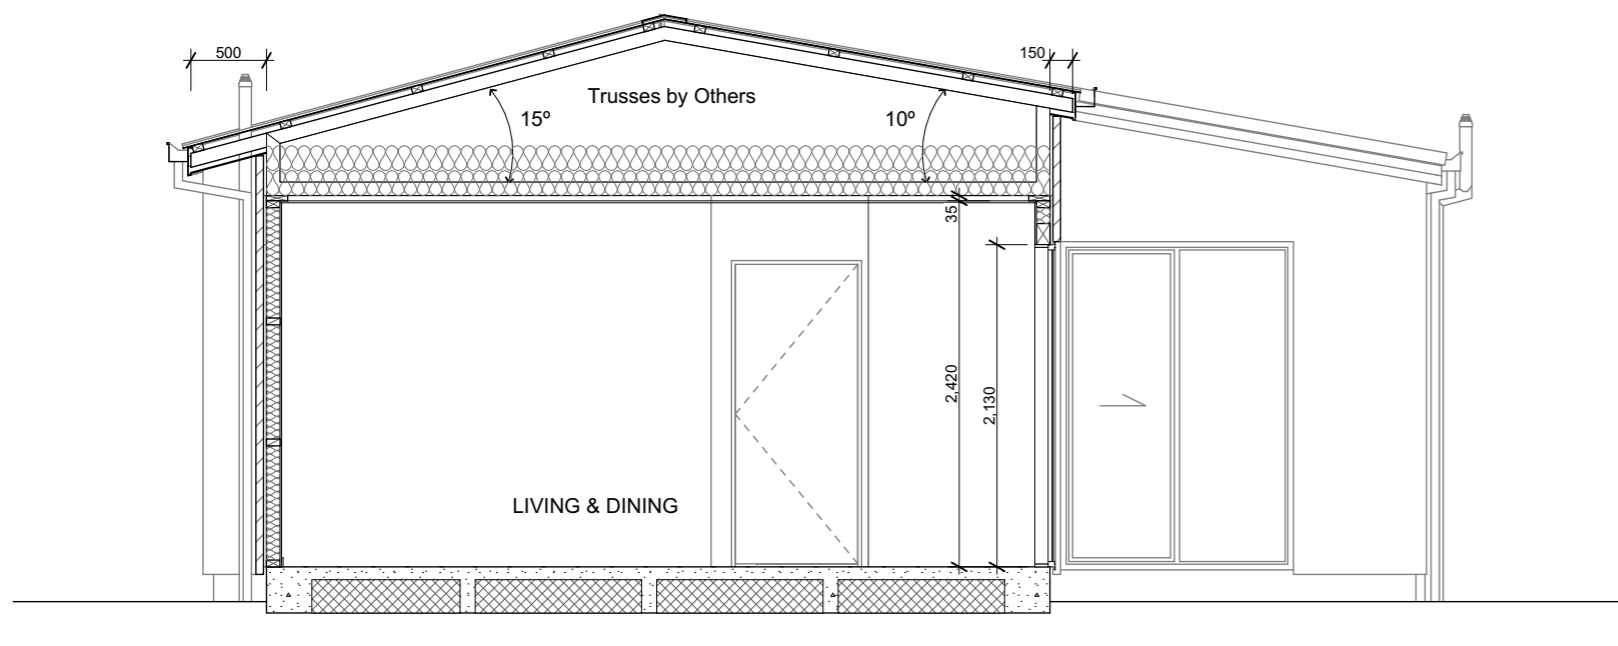 500
150
Trusses by Others
15º
10º
35
2,420
2,130
LIVING & DINING